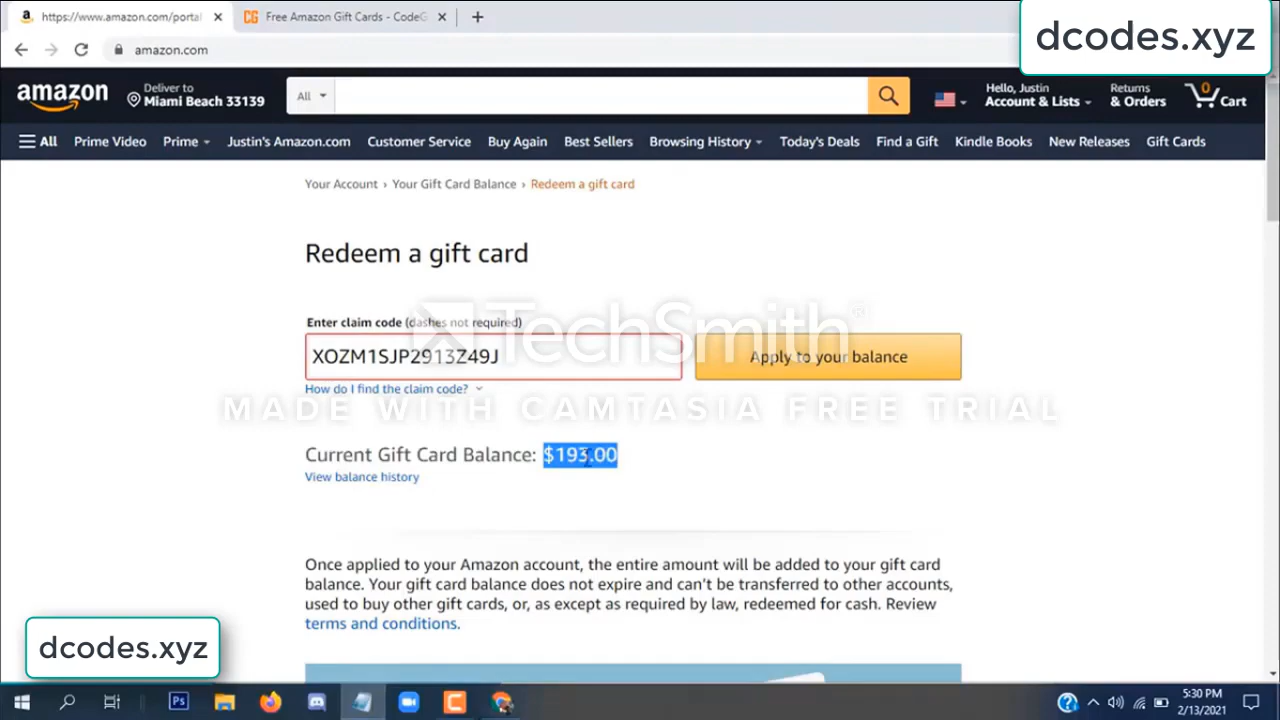 https://www.amazon.com/portal
Free Amazon Gift Cards - CodeG
dcodes.xyz
amazon.com
amazon
Deliver to
Miami Beach 33139
All
Hello, Justin
Account & Lists
Returns
& Orders
0
Cart
All Prime Video Prime Justin's Amazon.com Customer Service Buy Again Best Sellers Browsing History Today's Deals Find a Gift Kindle Books New Releases Gift Cards
Your Account › Your Gift Card Balance › Redeem a gift card
Redeem a gift card
Enter claim code (dashes not required)
TechSmith®
XOZM1SJP2913Z49J
Apply to your balance
How do I find the claim code?
MADE WITH CAMTASIA FREE TRIAL
Current Gift Card Balance: $193.00
View balance history
Once applied to your Amazon account, the entire amount will be added to your gift card
balance. Your gift card balance does not expire and can't be transferred to other accounts,
used to buy other gift cards, or, as except as required by law, redeemed for cash. Review
terms and conditions.
dcodes.xyz
Ps
5:30 PM
2/13/2021